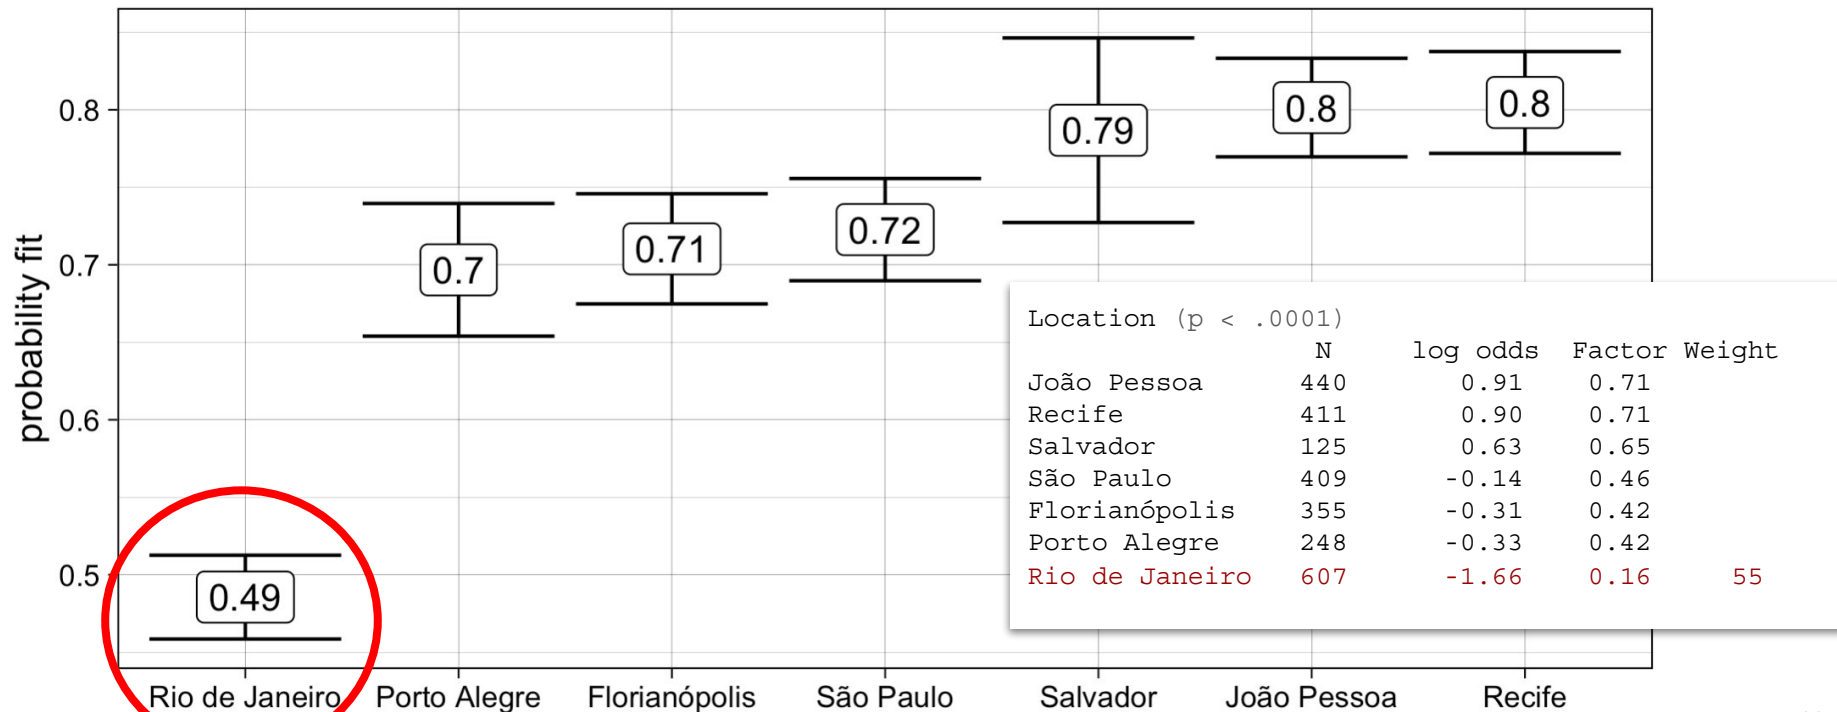 probability fit
0.8
0.7
0.6
0.5
0.49
0.7
0.71
0.72
0.79
0.8
0.8
Rio de Janeiro Porto Alegre Florianópolis São Paulo Salvador João Pessoa Recife
Location (p < .0001)
N log odds Factor Weight
João Pessoa 440 0.91 0.71
Recife 411 0.90 0.71
Salvador 125 0.63 0.65
São Paulo 409 -0.14 0.46
Florianópolis 355 -0.31 0.42
Porto Alegre 248 -0.33 0.42
Rio de Janeiro 607 -1.66 0.16 55